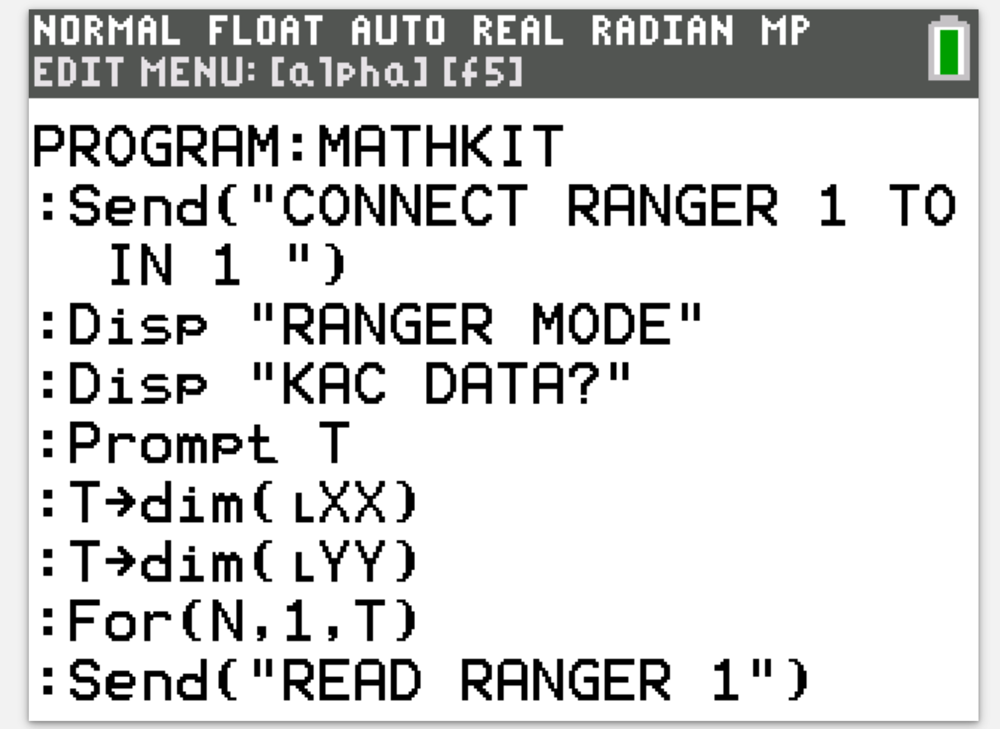 NORMAL FLOAT AUTO REAL RADIAN MP
EDIT MENU: [alpha] [f5]
PROGRAM:MATHKIT
:Send("CONNECT RANGER 1 TO
IN 1 ")
:Disp "RANGER MODE"
:Disp "KAC DATA?"
:Prompt T
:T→dim(ʟXX)
:T→dim(ʟYY)
:For(N,1,T)
:Send("READ RANGER 1")